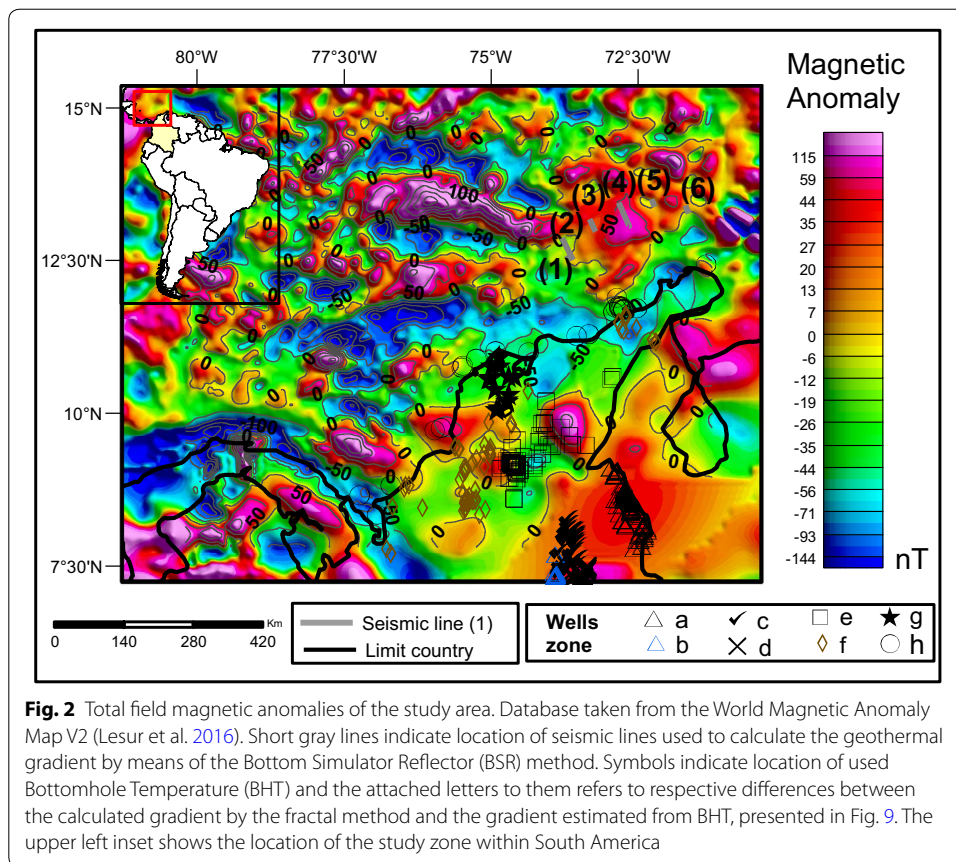 80°W 77°3.0'W 75°W 72°2.5'W
Magnetic
Anomaly
15°N
12°30'N
10°N
7°30'N
(1)
(2)
(3)
(4)
(5)
(6)
100
50
0
-50
115
59
44
35
27
20
13
7
0
-6
-12
-19
-26
-35
-44
-56
-71
-93
-144
nT
Km
0 140 280 420
Seismic line (1)
Limit country
Wells
zone
a c e g
b d f h
Fig. 2 Total field magnetic anomalies of the study area. Database taken from the World Magnetic Anomaly
Map V2 (Lesur et al. 2016). Short gray lines indicate location of seismic lines used to calculate the geothermal
gradient by means of the Bottom Simulator Reflector (BSR) method. Symbols indicate location of used
Bottomhole Temperature (BHT) and the attached letters to them refers to respective differences between
the calculated gradient by the fractal method and the gradient estimated from BHT, presented in Fig. 9. The
upper left inset shows the location of the study zone within South America